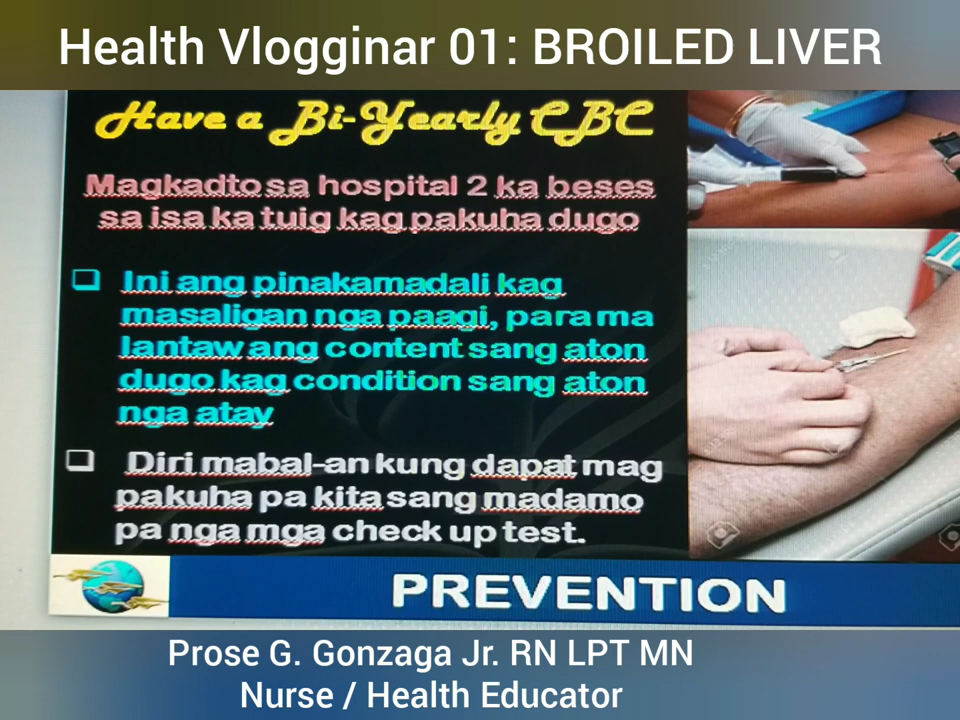 Health Vlogginar 01: BROILED LIVER
Have a Bi-Yearly CBC
Magkadto sa hospital 2 ka beses
sa isa ka tuig kag pakuha dugo
Ini ang pinakamadali kag
masaligan nga paagi, para ma
lantaw ang content sang aton
dugo kag condition sang aton
nga atay
Diri mabal-an kung dapat mag
pakuha pa kita sang madamo
pa nga mga check up test.
PREVENTION
Prose G. Gonzaga Jr. RN LPT MN
Nurse / Health Educator